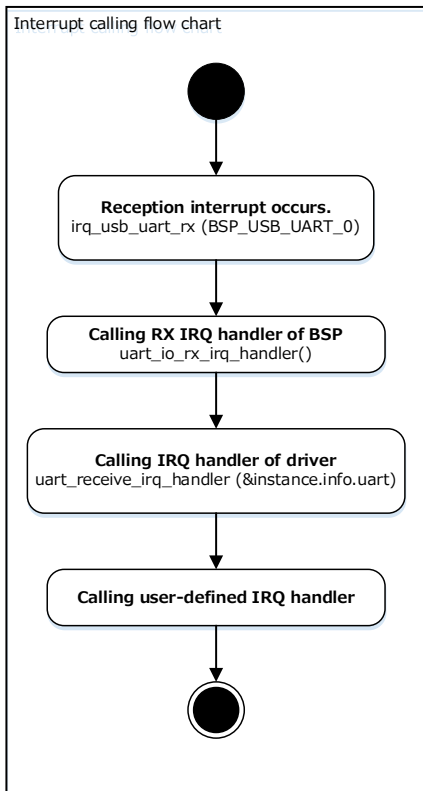 Interrupt calling flow chart
Reception interrupt occurs.
irq_usb_uart_rx (BSP_USB_UART_0)
Calling RX IRQ handler of BSP
uart_io_rx_irq_handler()
Calling IRQ handler of driver
uart_receive_irq_handler (&instance.info.uart)
Calling user-defined IRQ handler